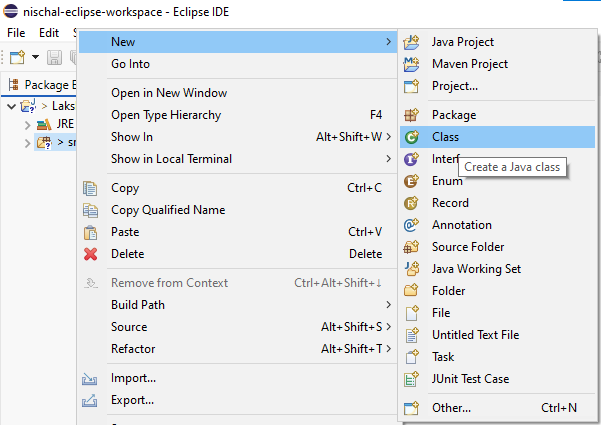 nischal-eclipse-workspace - Eclipse IDE
File
Package E
> Laks
JRE
>
New
Go Into
Open in New Window
Open Type Hierarchy F4
Show In Alt+Shift+W
Show in Local Terminal
Copy Ctrl+C
Copy Qualified Name
Paste Ctrl+V
Delete Delete
Remove from Context Ctrl+Alt+Shift+↓
Build Path
Source Alt+Shift+S
Refactor Alt+Shift+T
Import...
Export...
Java Project
Maven Project
Project...
Package
Class
Interf
Create a Java class
Enum
Record
Annotation
Source Folder
Java Working Set
Folder
File
Untitled Text File
Task
JUnit Test Case
Other... Ctrl+N